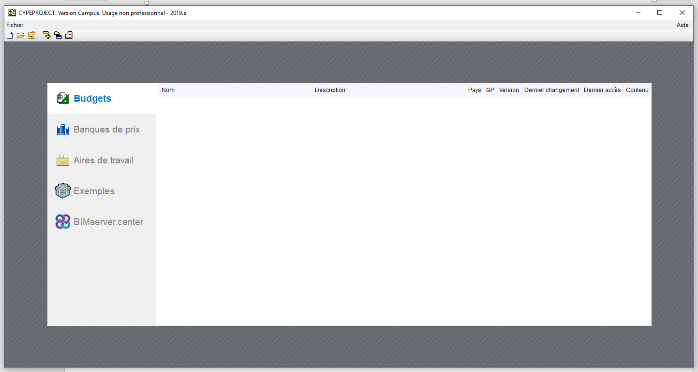 CYPEPROJECT. Version Campus. Usage non professionnel - 2019.a
Fichier Aide
Nom Description Pays GP Version Dernier changement Dernier accès Contenu
Budgets
Banques de prix
Aires de travail
Exemples
BIMserver.center